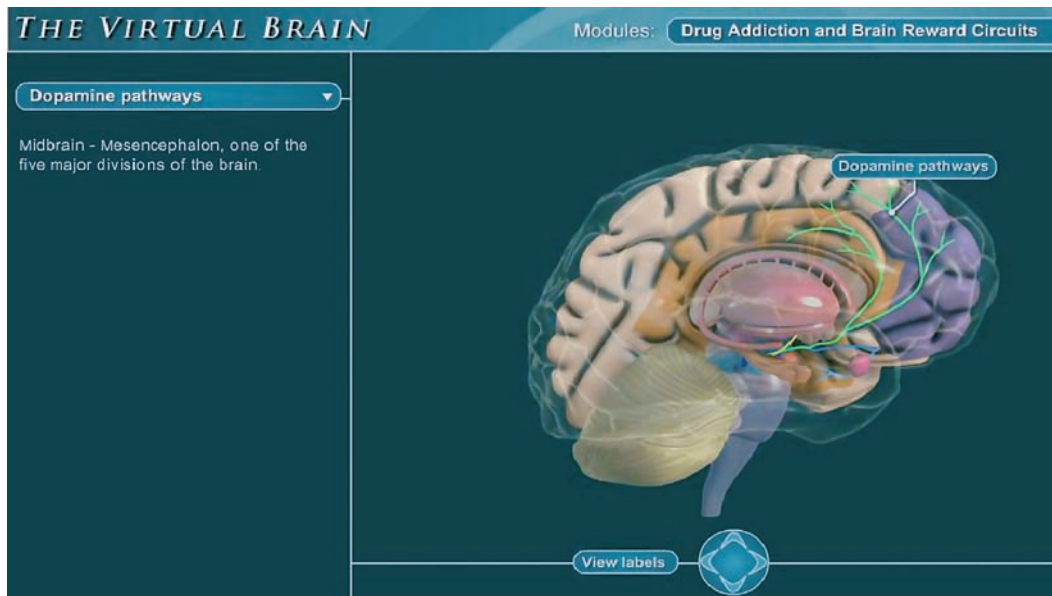 THE VIRTUAL BRAIN
Modules: Drug Addiction and Brain Reward Circuits
Dopamine pathways
Midbrain - Mesencephalon, one of the
five major divisions of the brain.
Dopamine pathways
View labels